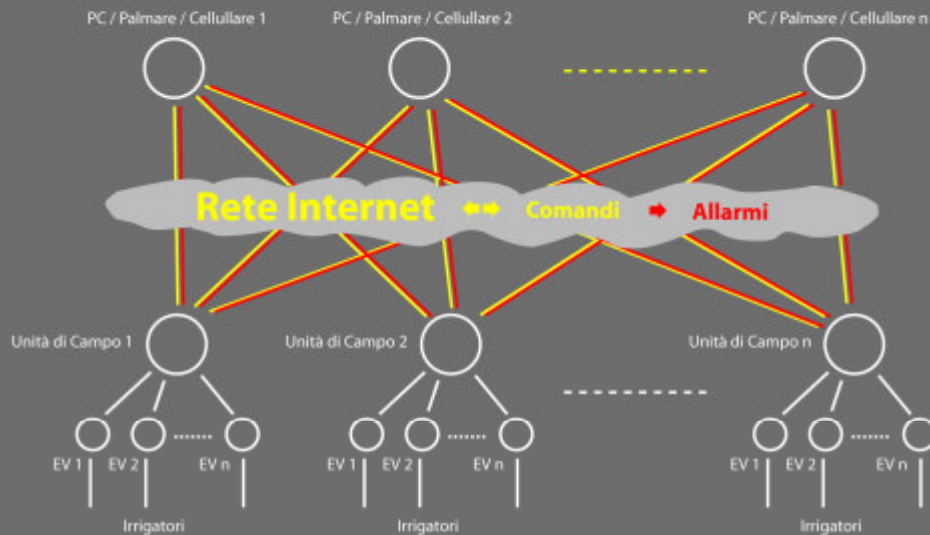 PC / Palmare / Cellullare 1
PC / Palmare / Cellullare 2
PC / Palmare / Cellullare n
Rete Internet Comandi Allarmi
Unità di Campo 1
Unità di Campo 2
Unità di Campo n
EV 1 EV 2 EV n
EV 1 EV 2 EV n
EV 1 EV 2 EV n
Irrigatori
Irrigatori
Irrigatori